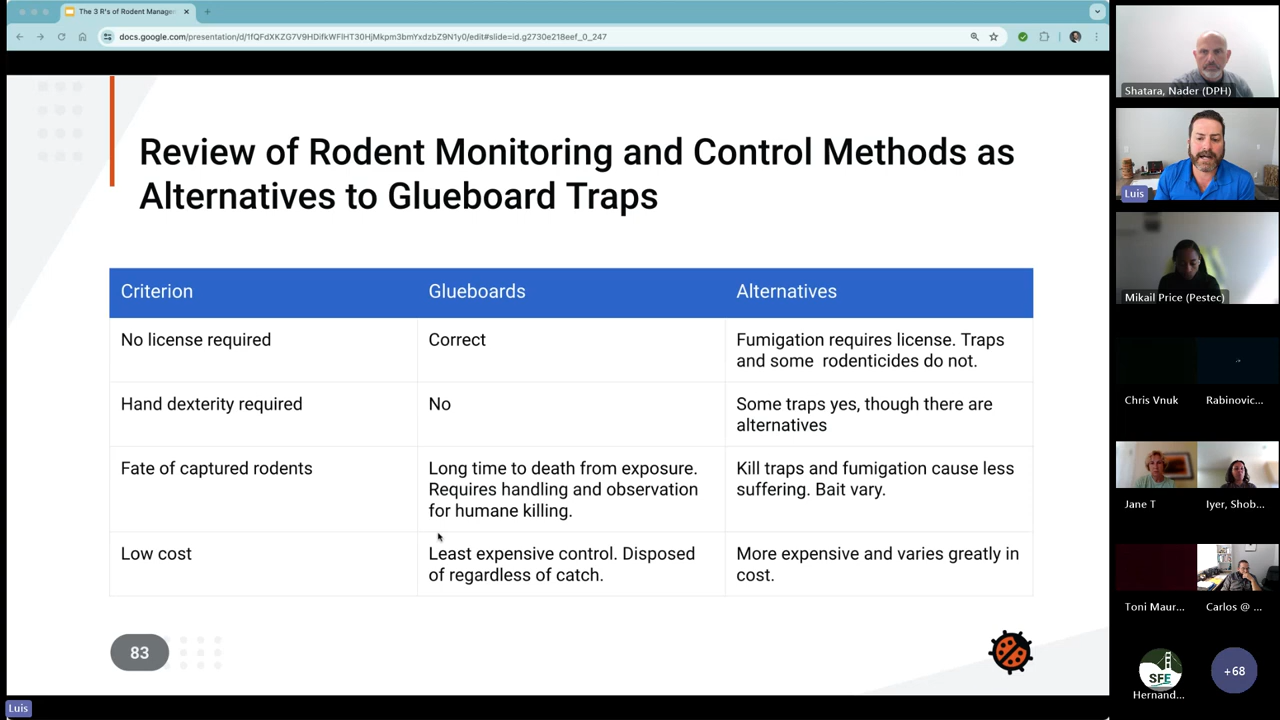 The 3 R's of Rodent Manage
docs.google.com/presentation/d/1fQFdXKZG7V9HDifkWFIHT30HjMkpm3bmYxdzbZ9N1y0/edit#slide=id.g2730e218eef_0_247
Review of Rodent Monitoring and Control Methods as
Alternatives to Glueboard Traps
Criterion
Glueboards
Alternatives
No license required
Correct
Fumigation requires license. Traps
and some rodenticides do not.
Hand dexterity required
No
Some traps yes, though there are
alternatives
Fate of captured rodents
Long time to death from exposure.
Requires handling and observation
for humane killing.
Kill traps and fumigation cause less
suffering. Bait vary.
Low cost
Least expensive control. Disposed
of regardless of catch.
More expensive and varies greatly in
cost.
83
Luis
Shatara, Nader (DPH)
Luis
Mikail Price (Pestec)
Chris Vnuk
Rabinovic...
Jane T
Iyer, Shob...
Toni Maur...
Carlos @ ...
SFE
Hernand...
+68